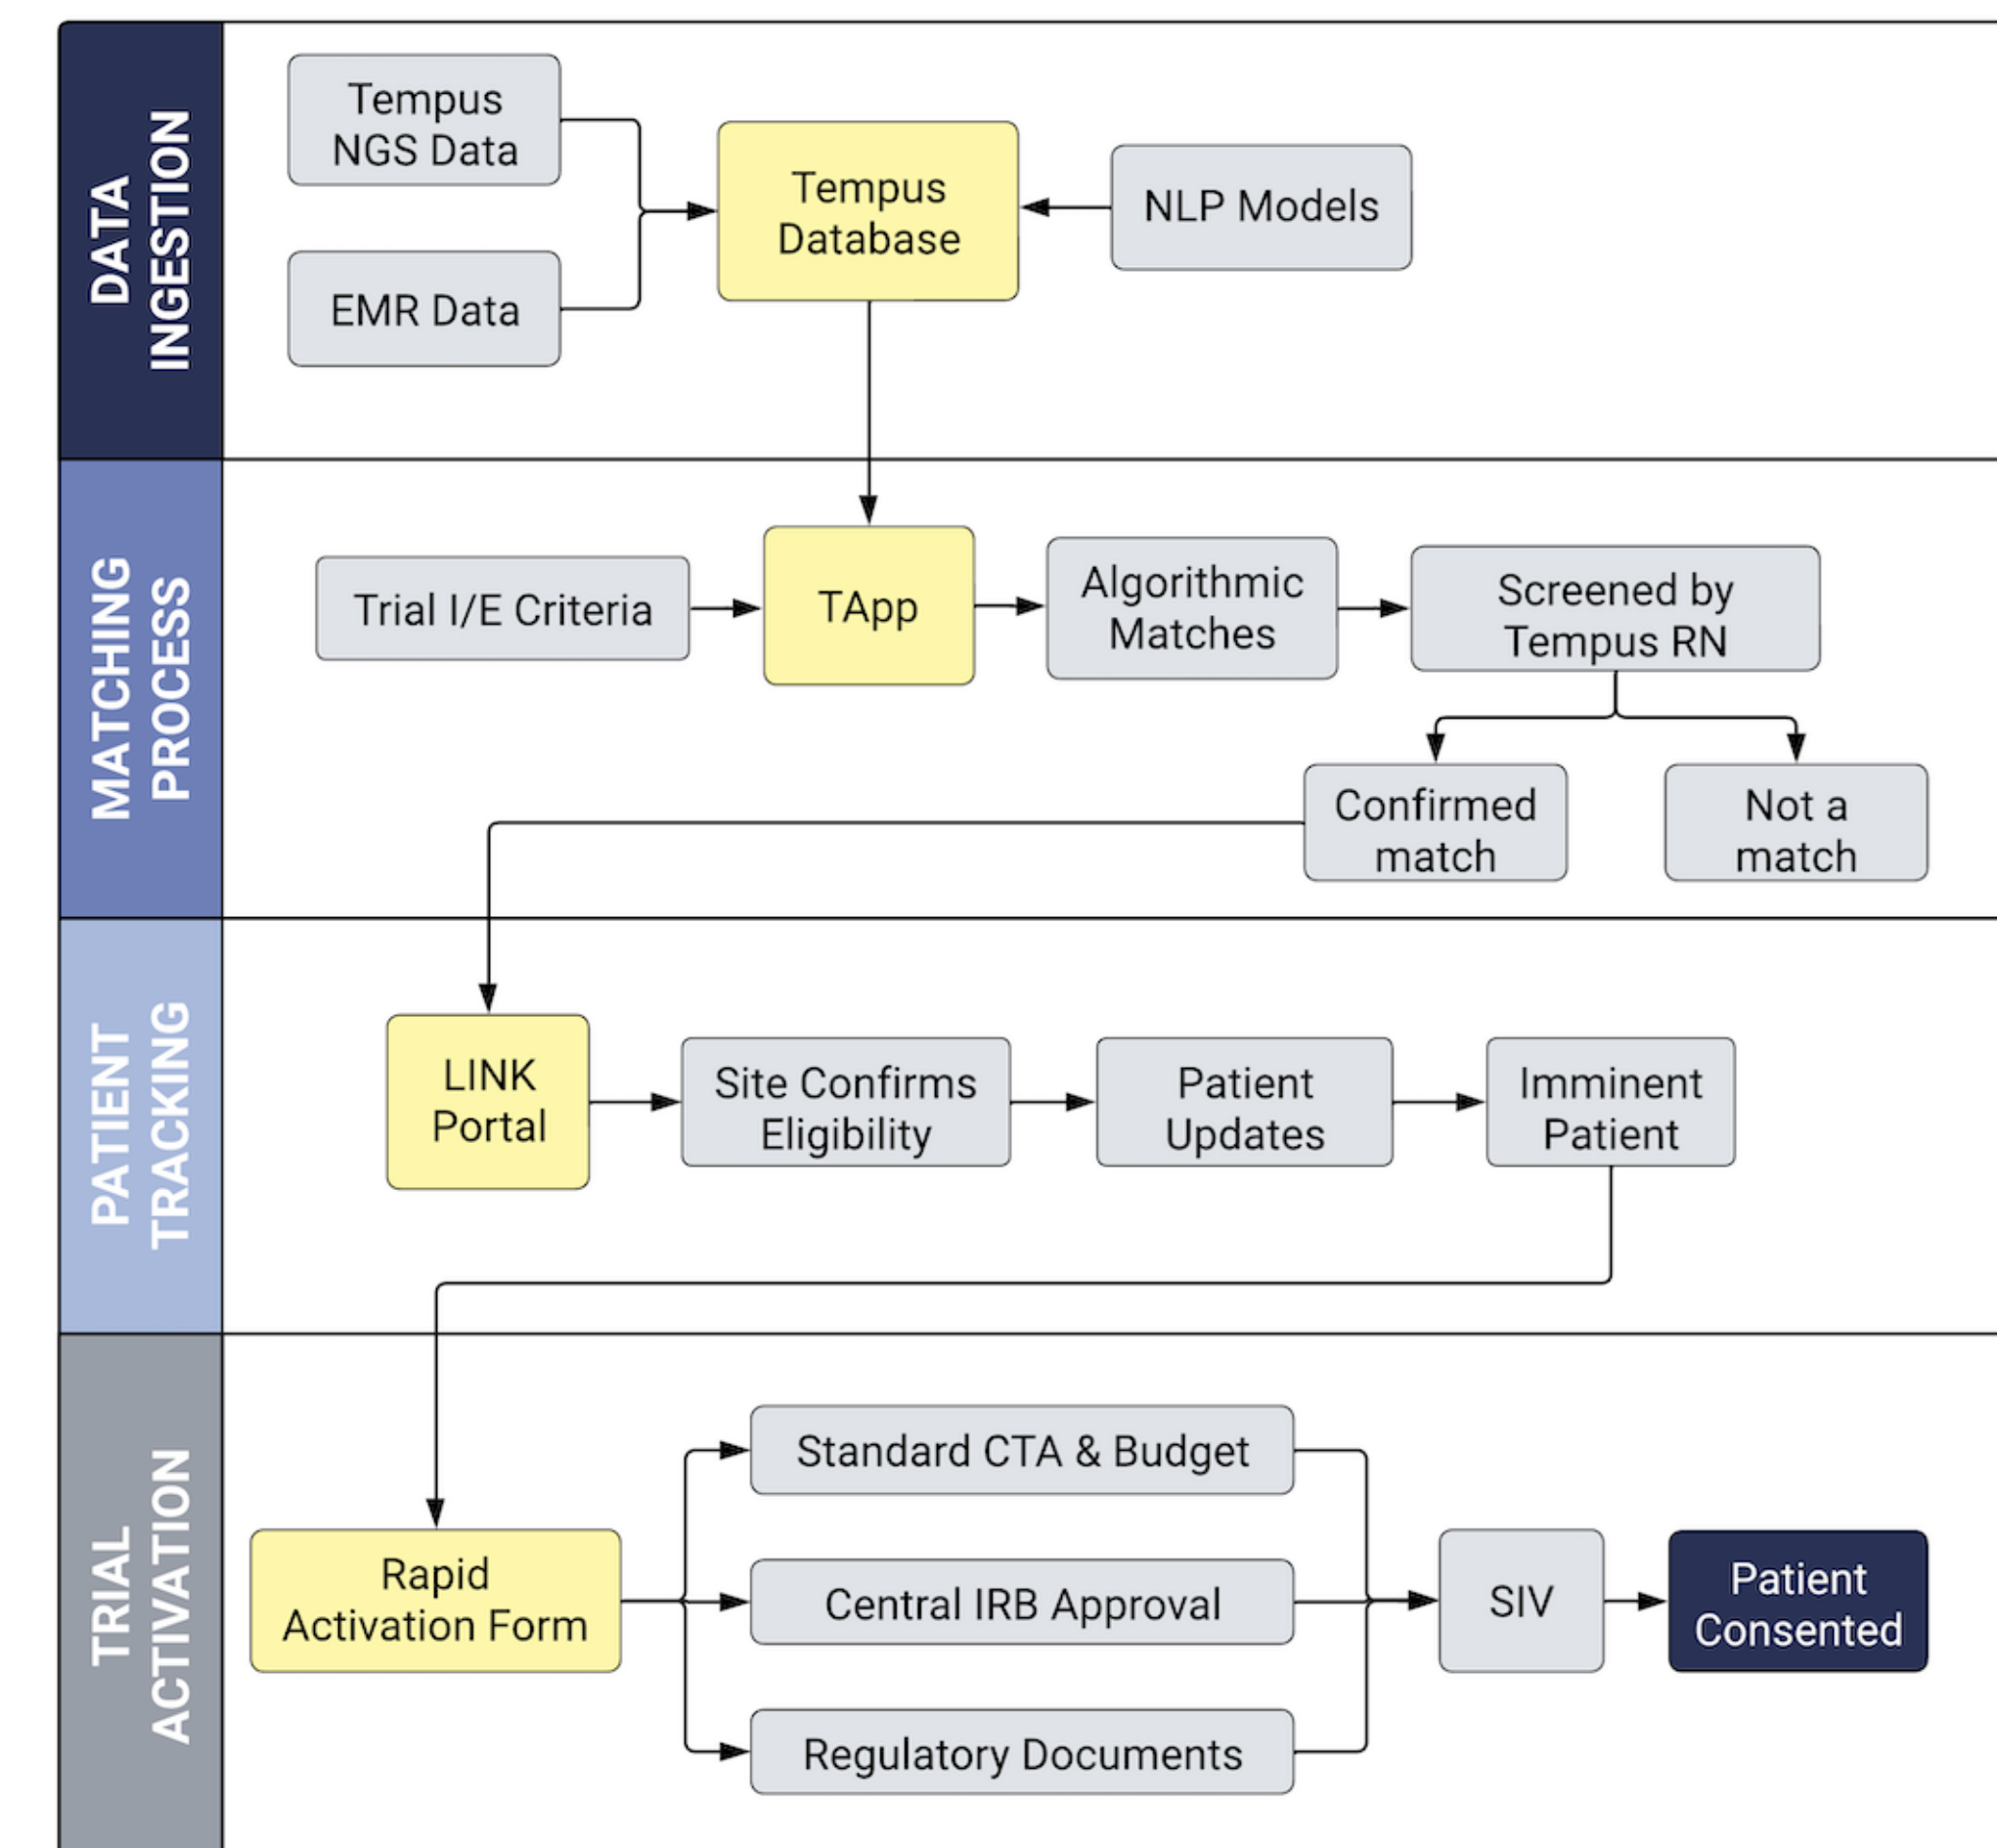 DATA
INGESTION
Tempus
NGS Data
EMR Data
Tempus
Database
NLP Models
MATCHING
PROCESS
Trial I/E Criteria
TApp
Algorithmic
Matches
Screened by
Tempus RN
Confirmed
match
Not a
match
PATIENT
TRACKING
LINK
Portal
Site Confirms
Eligibility
Patient
Updates
Imminent
Patient
TRIAL
ACTIVATION
Rapid
Activation Form
Standard CTA & Budget
Central IRB Approval
Regulatory Documents
SIV
Patient
Consented